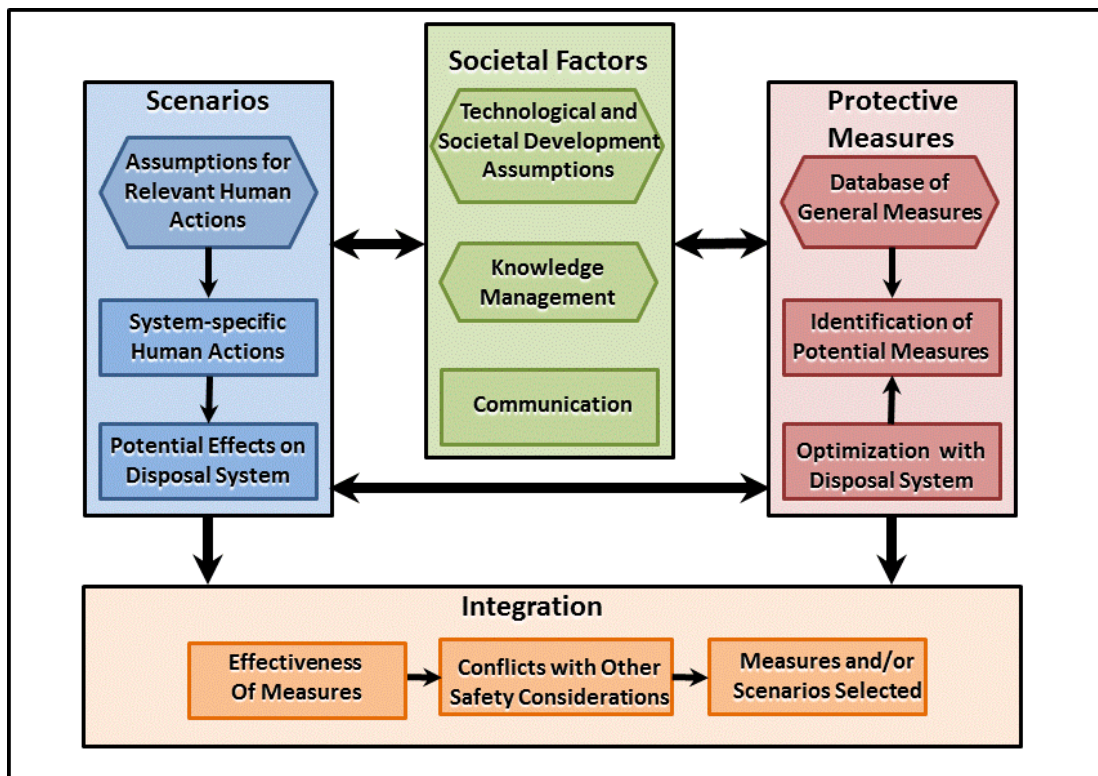 Scenarios
Assumptions for
Relevant Human
Actions
System-specific
Human Actions
Potential Effects on
Disposal System
Societal Factors
Technological and
Societal Development
Assumptions
Knowledge
Management
Communication
Protective
Measures
Database of
General Measures
Identification of
Potential Measures
Optimization with
Disposal System
Integration
Effectiveness
Of Measures
Conflicts with Other
Safety Considerations
Measures and/or
Scenarios Selected